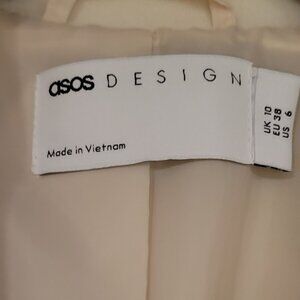 asos DESIGN
Made in Vietnam
UK 10
EU 38
US 6